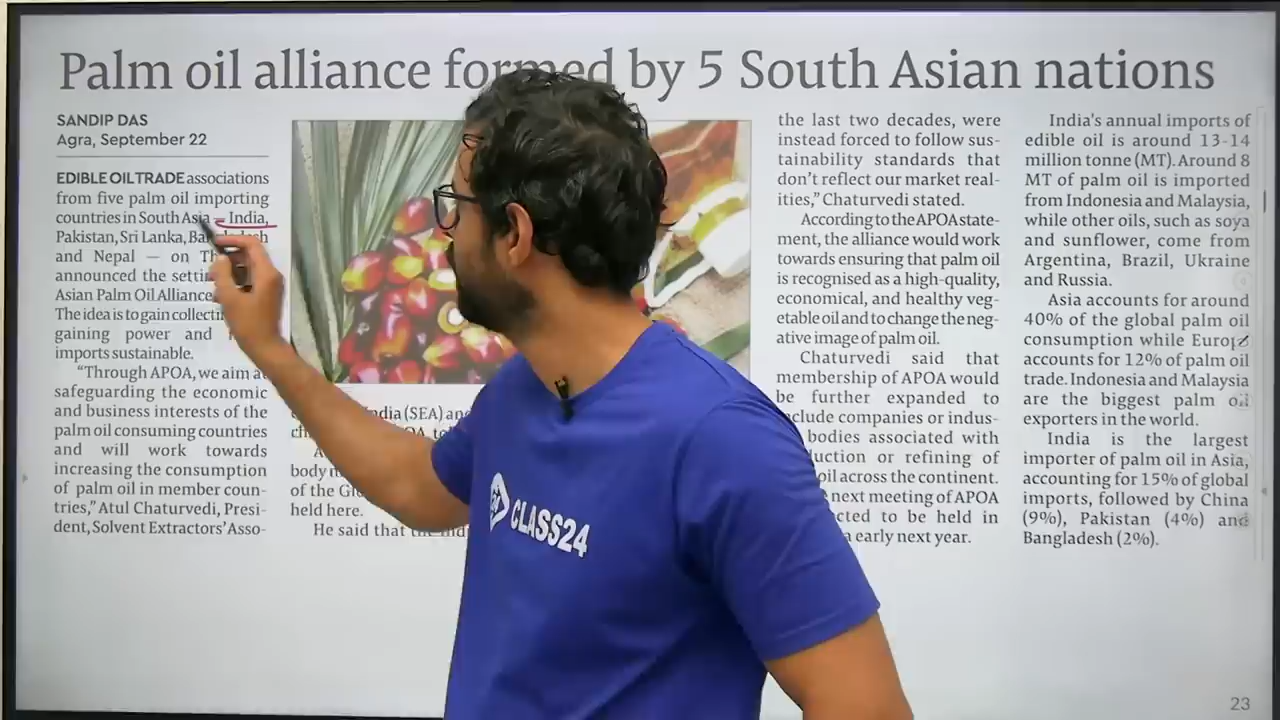 Palm oil alliance formed by 5 South Asian nations
SANDIP DAS
Agra, September 22
EDIBLE OIL TRADE associations
from five palm oil importing
countries in South Asia — India,
Pakistan, Sri Lanka, Bangladesh
and Nepal — on
announced the
Asian Palm Oil Alliance
The idea is to gain
gaining power and
imports sustainable.
“Through APOA, we aim at
safeguarding the economic
and business interests of the
palm oil consuming countries
and will work towards
increasing the consumption
of palm oil in member coun-
tries,” Atul Chaturvedi, Presi-
dent, Solvent Extractors’ Asso-
India (SEA) and
body
of the
held here.
He said that
the last two decades, were
instead forced to follow sus-
tainability standards that
don’t reflect our market real-
ities,” Chaturvedi stated.
According to the APOA state-
ment, the alliance would work
towards ensuring that palm oil
is recognised as a high-quality,
economical, and healthy veg-
etable oil and to change the neg-
ative image of palm oil.
Chaturvedi said that
membership of APOA would
be further expanded to
include companies or indus-
bodies associated with
or refining of
oil across the continent.
next meeting of APOA
to be held in
early next year.
India's annual imports of
edible oil is around 13-14
million tonne (MT). Around 8
MT of palm oil is imported
from Indonesia and Malaysia,
while other oils, such as soya
and sunflower, come from
Argentina, Brazil, Ukraine
and Russia.
Asia accounts for around
40% of the global palm oil
consumption while Europe
accounts for 12% of palm oil
trade. Indonesia and Malaysia
are the biggest palm oil
exporters in the world.
India is the largest
importer of palm oil in Asia,
accounting for 15% of global
imports, followed by China
(9%), Pakistan (4%) and
Bangladesh (2%).
24 CLASS24
23